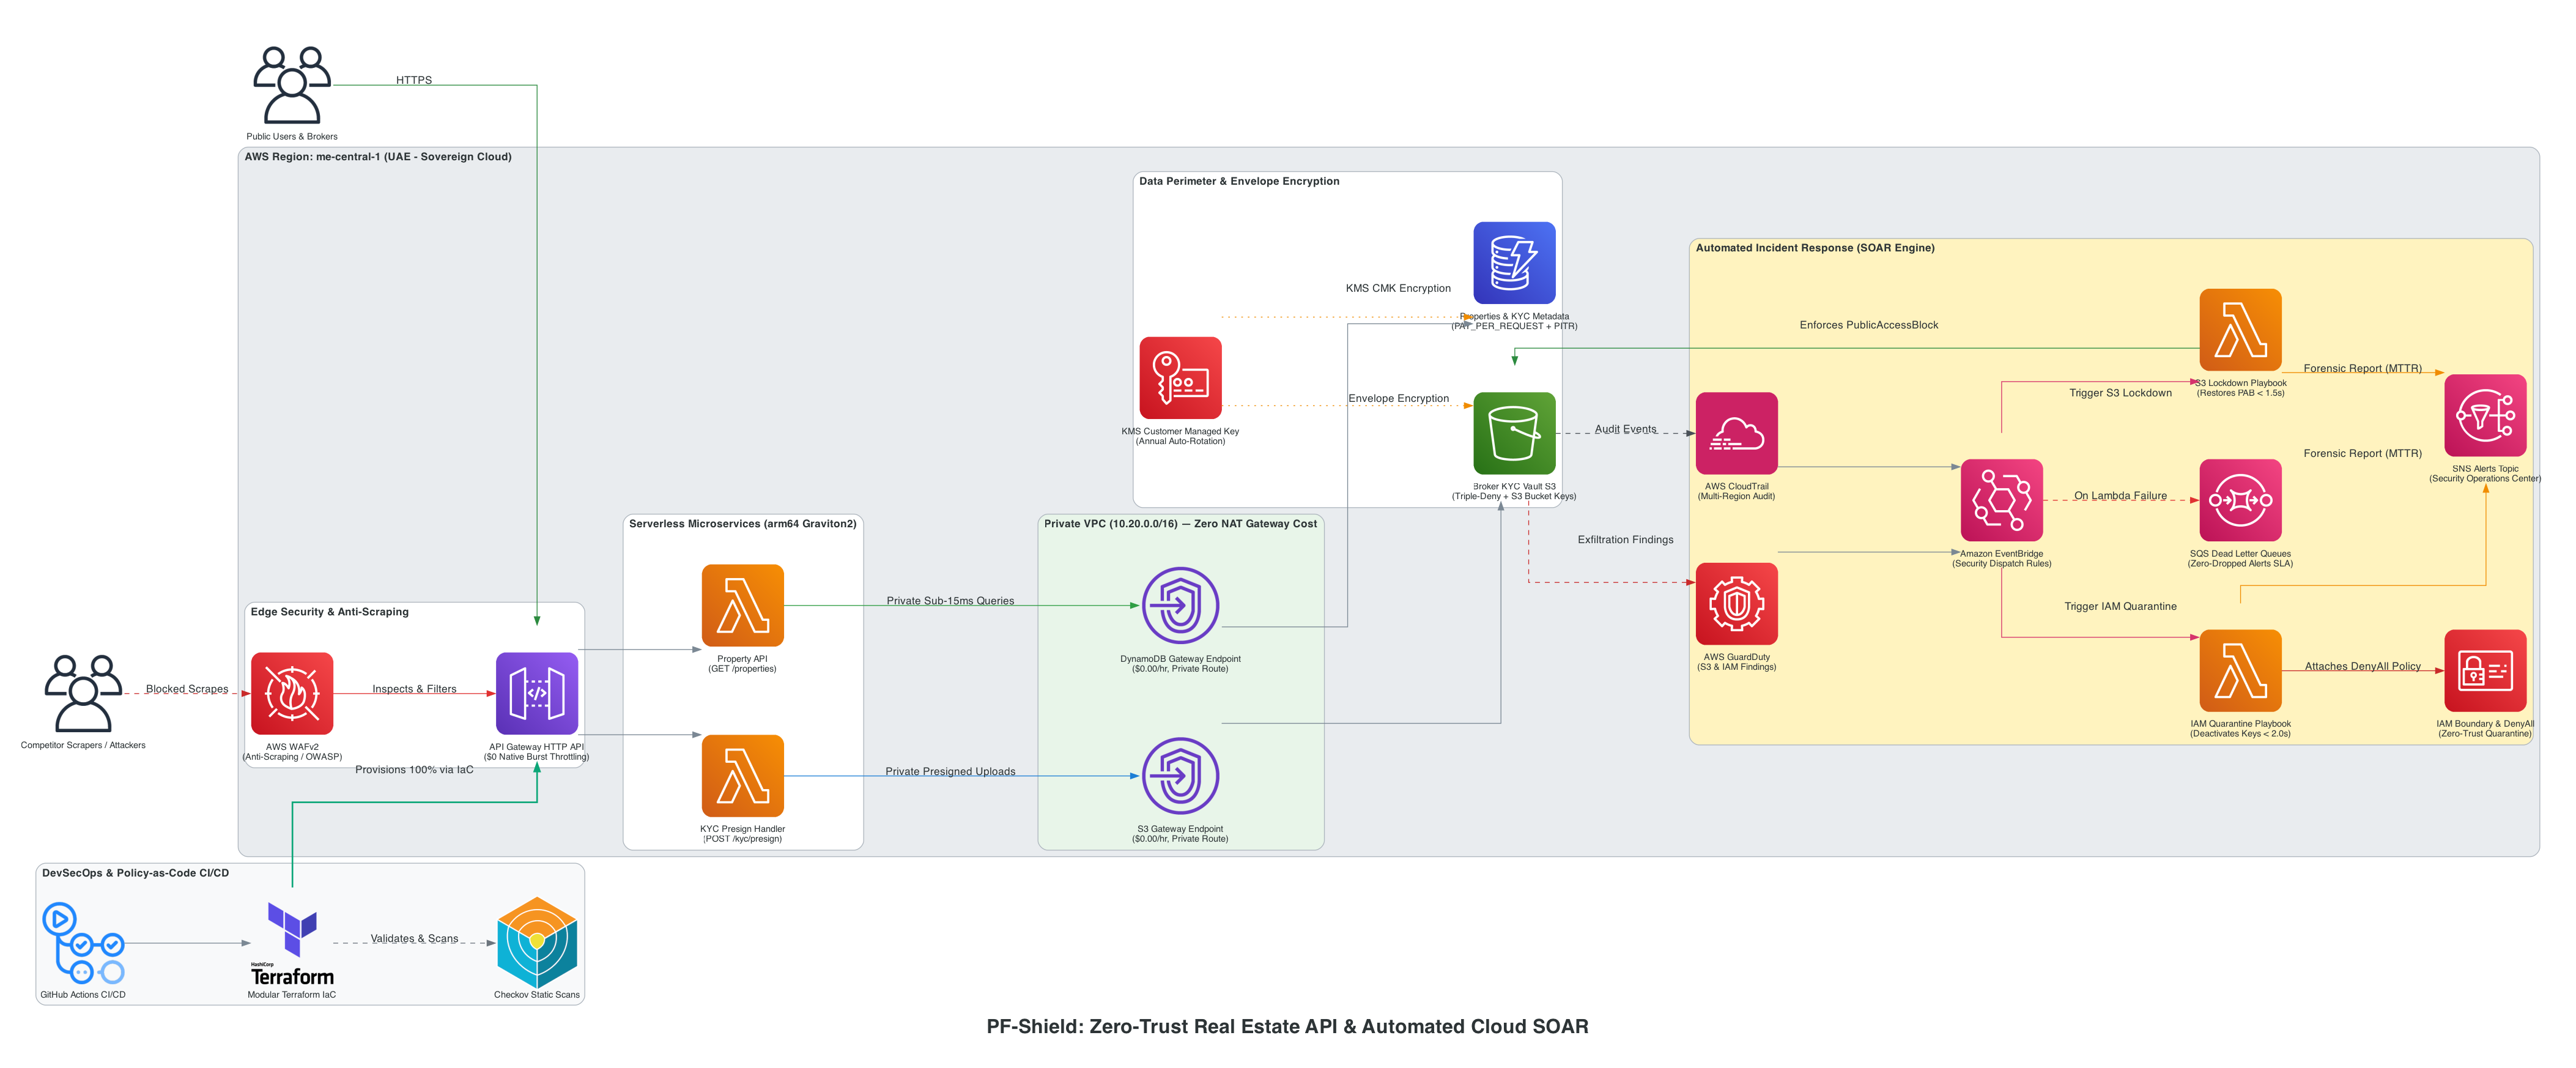 HTTPS
Public Users & Brokers
AWS Region: me-central-1 (UAE - Sovereign Cloud)
Data Perimeter & Envelope Encryption
KMS CMK Encryption
Properties & KYC Metadata
(PAY_PER_REQUEST + PITR)
KMS Customer Managed Key
(Annual Auto-Rotation)
Envelope Encryption
Broker KYC Vault S3
(Triple-Deny + S3 Bucket Keys)
Automated Incident Response (SOAR Engine)
Enforces PublicAccessBlock
S3 Lockdown Playbook
(Restores PAB < 1.5s)
Forensic Report (MTTR)
Trigger S3 Lockdown
Audit Events
AWS CloudTrail
(Multi-Region Audit)
Forensic Report (MTTR)
SNS Alerts Topic
(Security Operations Center)
On Lambda Failure
Amazon EventBridge
(Security Dispatch Rules)
SQS Dead Letter Queues
(Zero-Dropped Alerts SLA)
Exfiltration Findings
AWS GuardDuty
(S3 & IAM Findings)
Trigger IAM Quarantine
IAM Quarantine Playbook
(Deactivates Keys < 2.0s)
Attaches DenyAll Policy
IAM Boundary & DenyAll
(Zero-Trust Quarantine)
Serverless Microservices (arm64 Graviton2)
Property API
(GET /properties)
KYC Presign Handler
(POST /kyc/presign)
Private VPC (10.20.0.0/16) — Zero NAT Gateway Cost
Private Sub-15ms Queries
DynamoDB Gateway Endpoint
($0.00/hr, Private Route)
Private Presigned Uploads
S3 Gateway Endpoint
($0.00/hr, Private Route)
Edge Security & Anti-Scraping
Blocked Scrapes
Competitor Scrapers / Attackers
Inspects & Filters
AWS WAFv2
(Anti-Scraping / OWASP)
API Gateway HTTP API
($0 Native Burst Throttling)
Provisions 100% via IaC
DevSecOps & Policy-as-Code CI/CD
GitHub Actions CI/CD
HashiCorp
Terraform
Modular Terraform IaC
Validates & Scans
Checkov Static Scans
PF-Shield: Zero-Trust Real Estate API & Automated Cloud SOAR